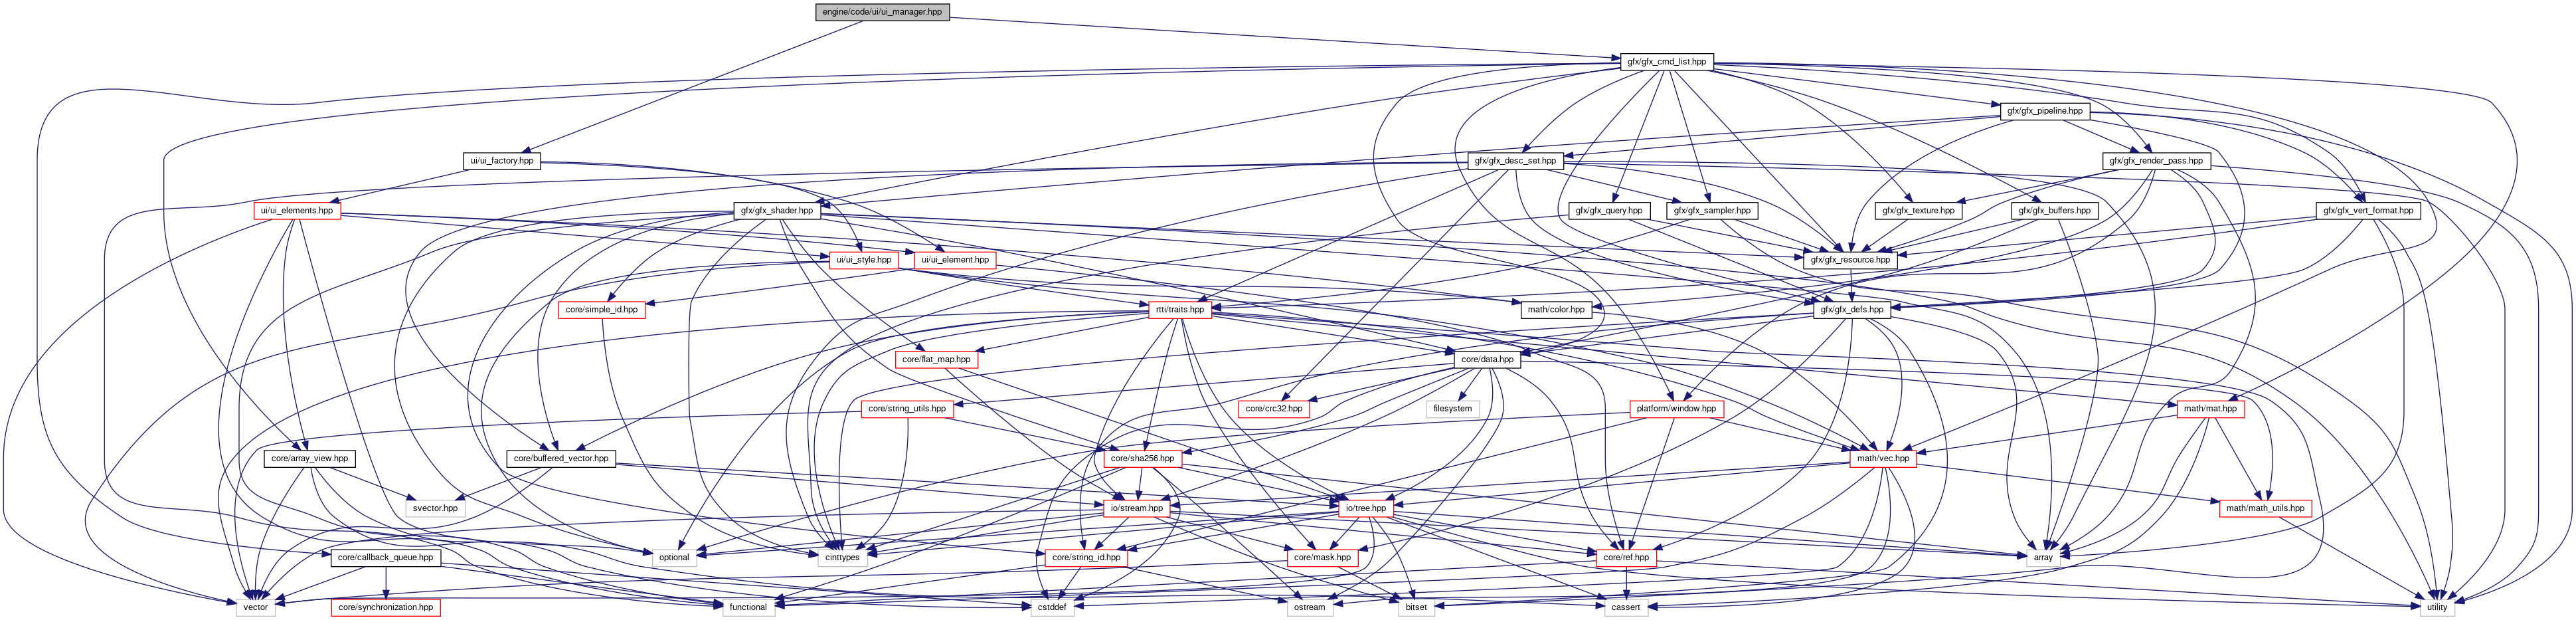 engine/code/ui/ui_manager.hpp
gfx/gfx_cmd_list.hpp
gfx/gfx_pipeline.hpp
ui/ui_factory.hpp
gfx/gfx_desc_set.hpp
gfx/gfx_render_pass.hpp
ui/ui_elements.hpp
gfx/gfx_shader.hpp
gfx/gfx_query.hpp
gfx/gfx_sampler.hpp
gfx/gfx_texture.hpp
gfx/gfx_buffers.hpp
gfx/gfx_vert_format.hpp
ui/ui_style.hpp
ui/ui_element.hpp
gfx/gfx_resource.hpp
core/simple_id.hpp
rtti/traits.hpp
math/color.hpp
gfx/gfx_defs.hpp
core/flat_map.hpp
core/data.hpp
core/string_utils.hpp
core/crc32.hpp
filesystem
platform/window.hpp
math/mat.hpp
core/array_view.hpp
core/buffered_vector.hpp
core/sha256.hpp
math/vec.hpp
svector.hpp
io/stream.hpp
io/tree.hpp
math/math_utils.hpp
core/callback_queue.hpp
optional
cinttypes
core/string_id.hpp
core/mask.hpp
core/ref.hpp
array
vector
core/synchronization.hpp
functional
cstddef
ostream
bitset
cassert
utility